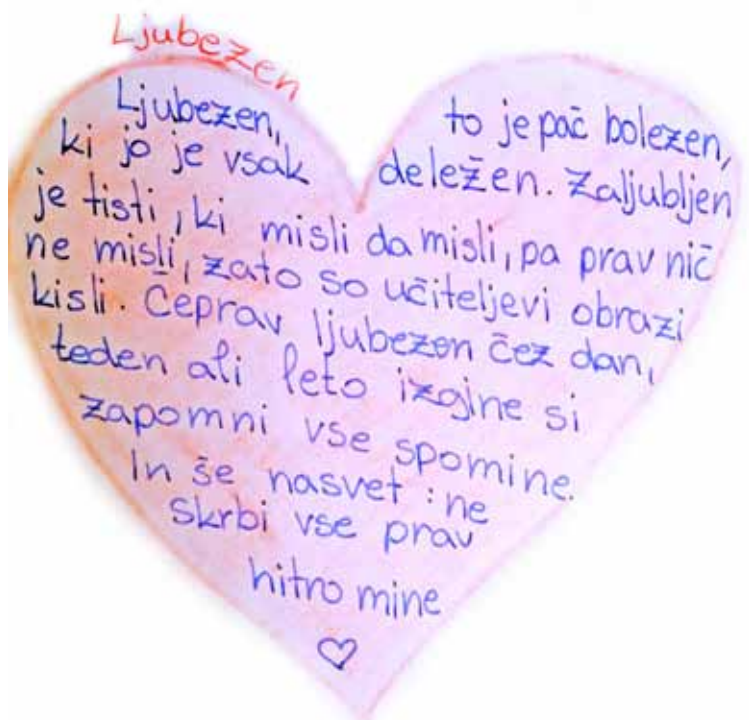 Ljubezen
Ljubezen, to je pač bolezen,
ki jo je vsak deležen. Zaljubljen
je tisti, ki misli da misli, pa prav nič
ne misli, zato so učiteljevi obrazi
kisli. Čeprav ljubezen čez dan,
teden ali leto izgine si
zapomni vse spomine.
In še nasvet: ne
skrbi vse prav
hitro mine
♡